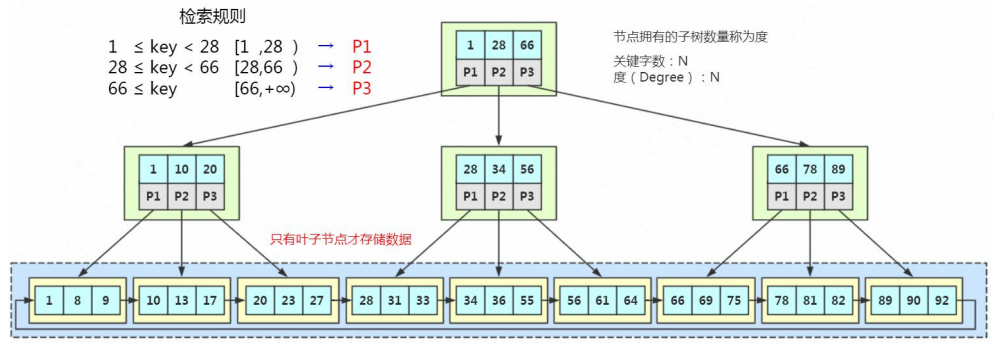 检索规则
1 ≤ key < 28 [1 ,28 ) → P1
28 ≤ key < 66 [28,66 ) → P2
66 ≤ key [66,+∞) → P3
节点拥有的子树数量称为度
关键字数：N
度（Degree）: N
1 28 66
P1 P2 P3
1 10 20
P1 P2 P3
28 34 56
P1 P2 P3
66 78 89
P1 P2 P3
只有叶子节点才存储数据
1 8 9 10 13 17 20 23 27 28 31 33 34 36 55 56 61 64 66 69 75 78 81 82 89 90 92